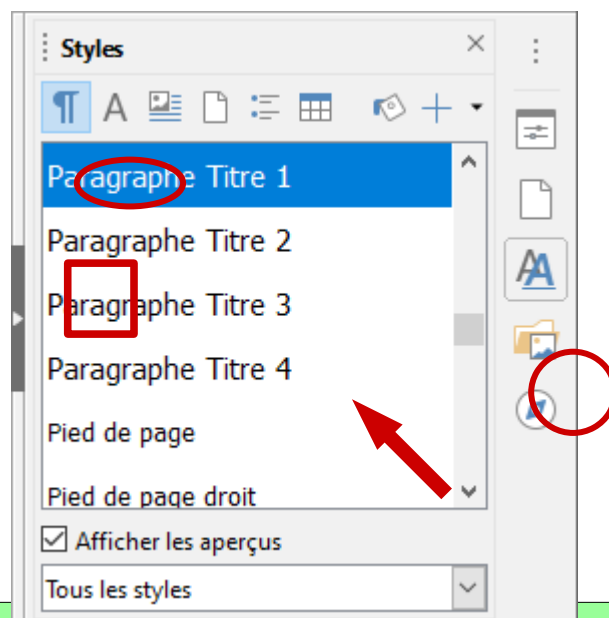 Styles
Paragraphe Titre 1
Paragraphe Titre 2
Paragraphe Titre 3
Paragraphe Titre 4
Pied de page
Pied de page droit
Afficher les aperçus
Tous les styles